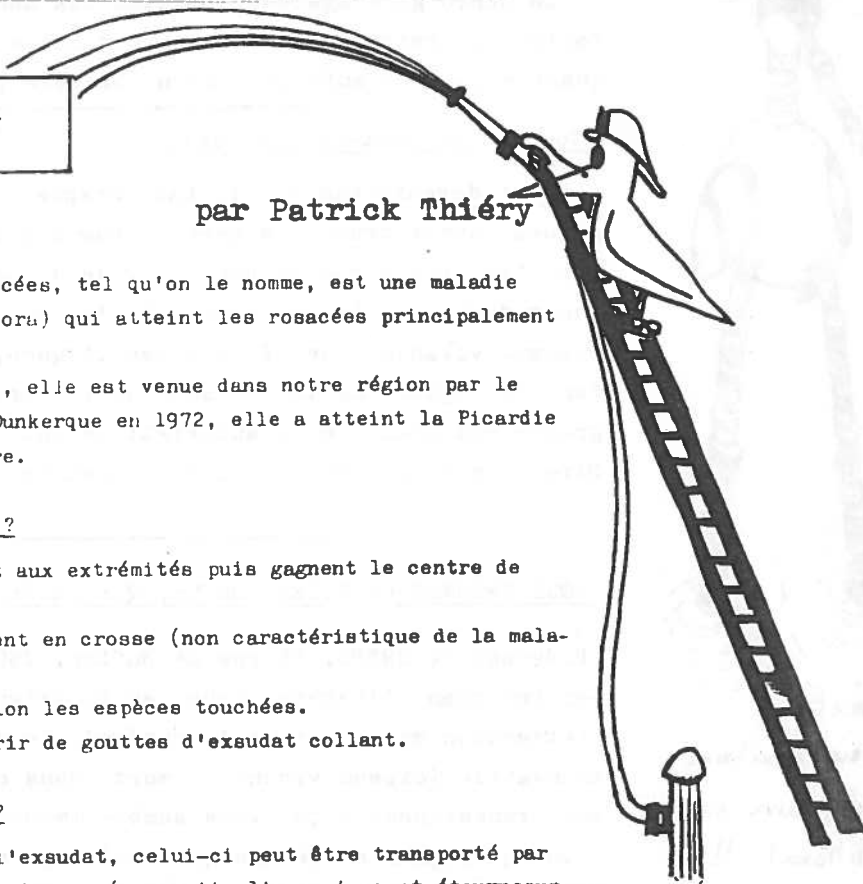 par Patrick Thiéry
cées, tel qu'on le nomme, est une maladie
ora) qui atteint les rosacées principalement
, elle est venue dans notre région par le
Dunkerque en 1972, elle a atteint la Picardie
re.
?
aux extrémités puis gagnent le centre de
ent en crosse (non caractéristique de la mala-
ion les espèces touchées.
rir de gouttes d'exsudat collant.
?
l'exsudat, celui-ci peut être transporté par